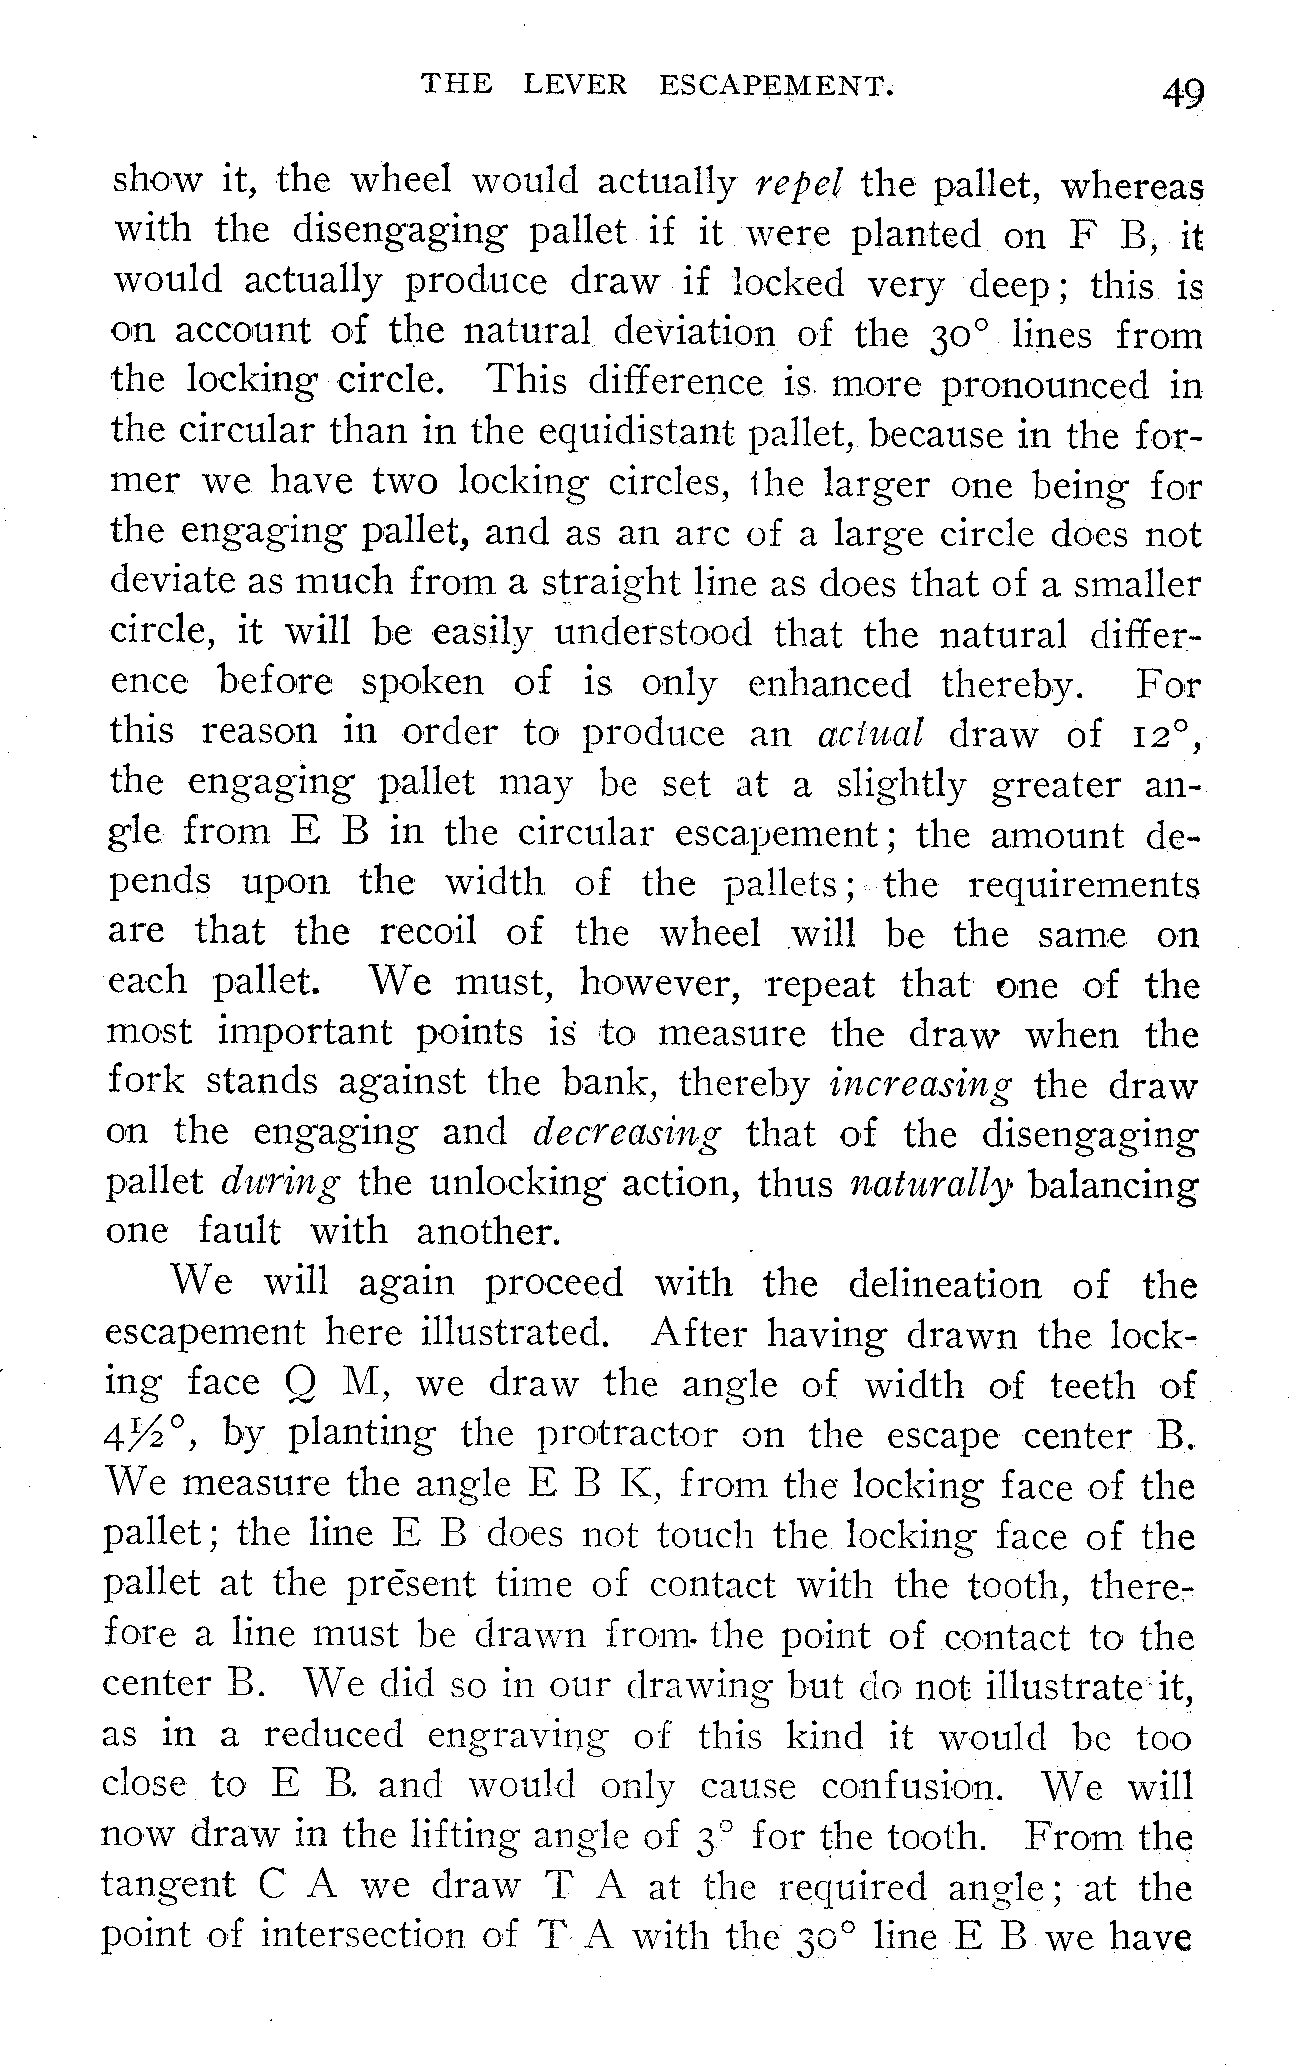 THE LEVER ESCAPEMENT. 49
show it, the wheel would actually repel the pallet, whereas
with the disengaging pallet if it were planted on F B, it
would actually produce draw if locked very deep; this is
on account of the natural deviation of the 30° lines from
the locking circle. This difference is more pronounced in
the circular than in the equidistant pallet, because in the for-
mer we have two locking circles, the larger one being for
the engaging pallet, and as an arc of a large circle does not
deviate as much from a straight line as does that of a smaller
circle, it will be easily understood that the natural differ-
ence before spoken of is only enhanced thereby. For
this reason in order to produce an actual draw of 12°,
the engaging pallet may be set at a slightly greater an-
gle from E B in the circular escapement; the amount de-
pends upon the width of the pallets; the requirements
are that the recoil of the wheel will be the same on
each pallet. We must, however, repeat that one of the
most important points is to measure the draw when the
fork stands against the bank, thereby increasing the draw
on the engaging and decreasing that of the disengaging
pallet during the unlocking action, thus naturally balancing
one fault with another.
We will again proceed with the delineation of the
escapement here illustrated. After having drawn the lock-
ing face Q M, we draw the angle of width of teeth of
4½°, by planting the protractor on the escape center B.
We measure the angle E B K, from the locking face of the
pallet; the line E B does not touch the locking face of the
pallet at the present time of contact with the tooth, there-
fore a line must be drawn from the point of contact to the
center B. We did so in our drawing but do not illustrate it,
as in a reduced engraving of this kind it would be too
close to E B. and would only cause confusion. We will
now draw in the lifting angle of 3° for the tooth. From the
tangent C A we draw T A at the required angle; at the
point of intersection of T A with the 30° line E B we have